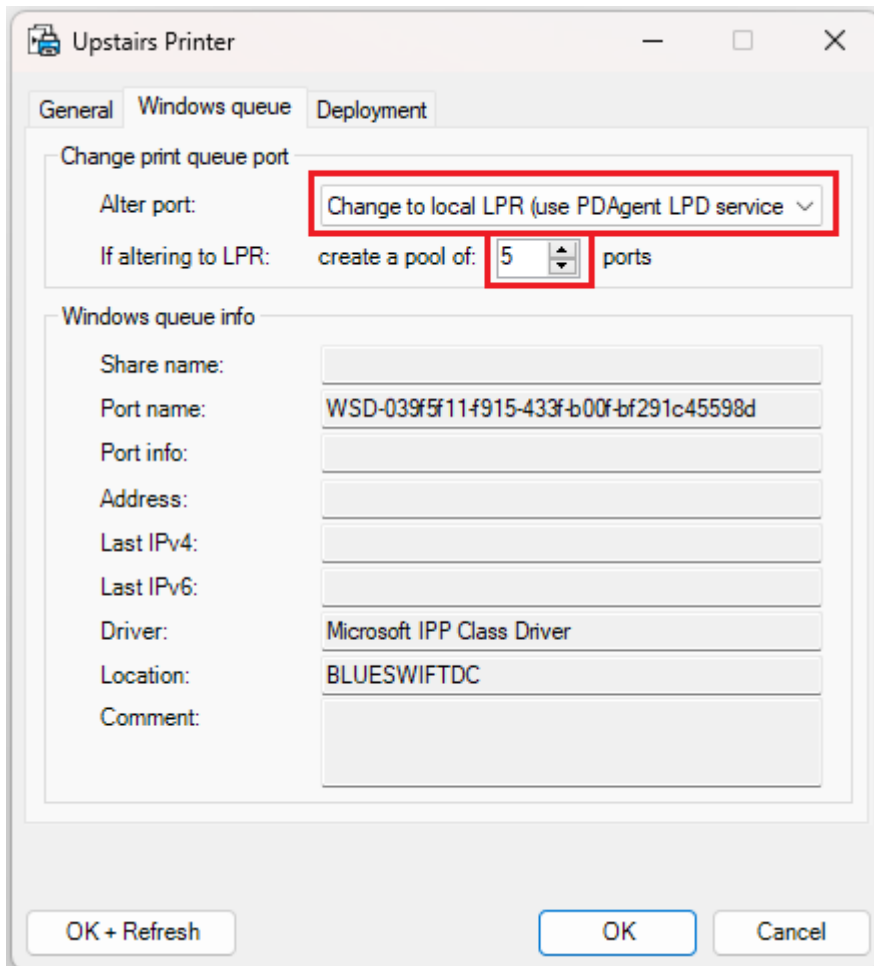 Upstairs Printer
General Windows queue Deployment
Change print queue port
Alter port: Change to local LPR (use PDAgent LPD service
If altering to LPR: create a pool of: 5 ports
Windows queue info
Share name:
Port name: WSD-039f5f11-f915-433f-b00f-bf291c45598d
Port info:
Address:
Last IPv4:
Last IPv6:
Driver: Microsoft IPP Class Driver
Location: BLUESWIFTDC
Comment:
OK + Refresh OK Cancel